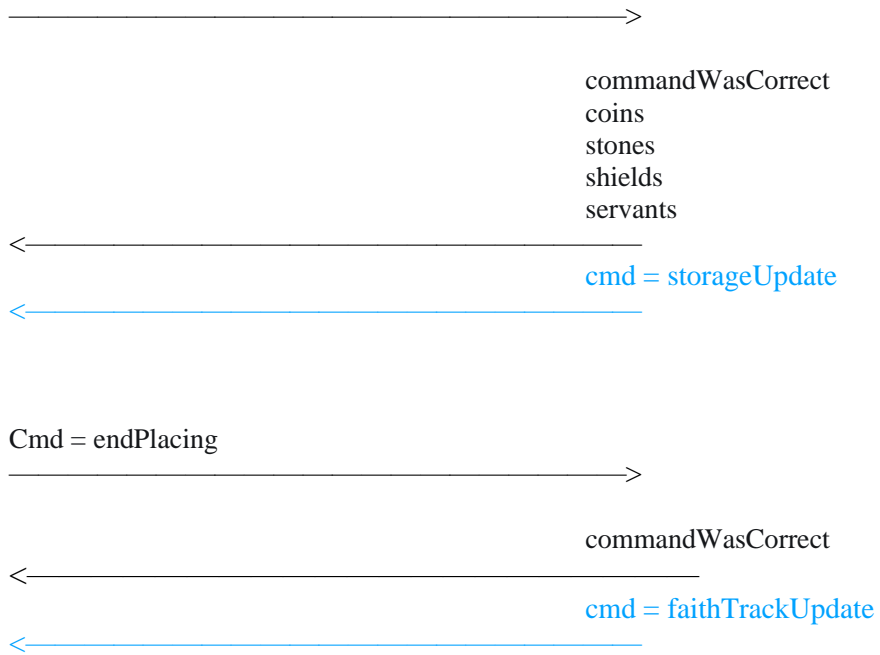 commandWasCorrect
coins
stones
shields
servants
cmd = storageUpdate
Cmd = endPlacing
commandWasCorrect
cmd = faithTrackUpdate